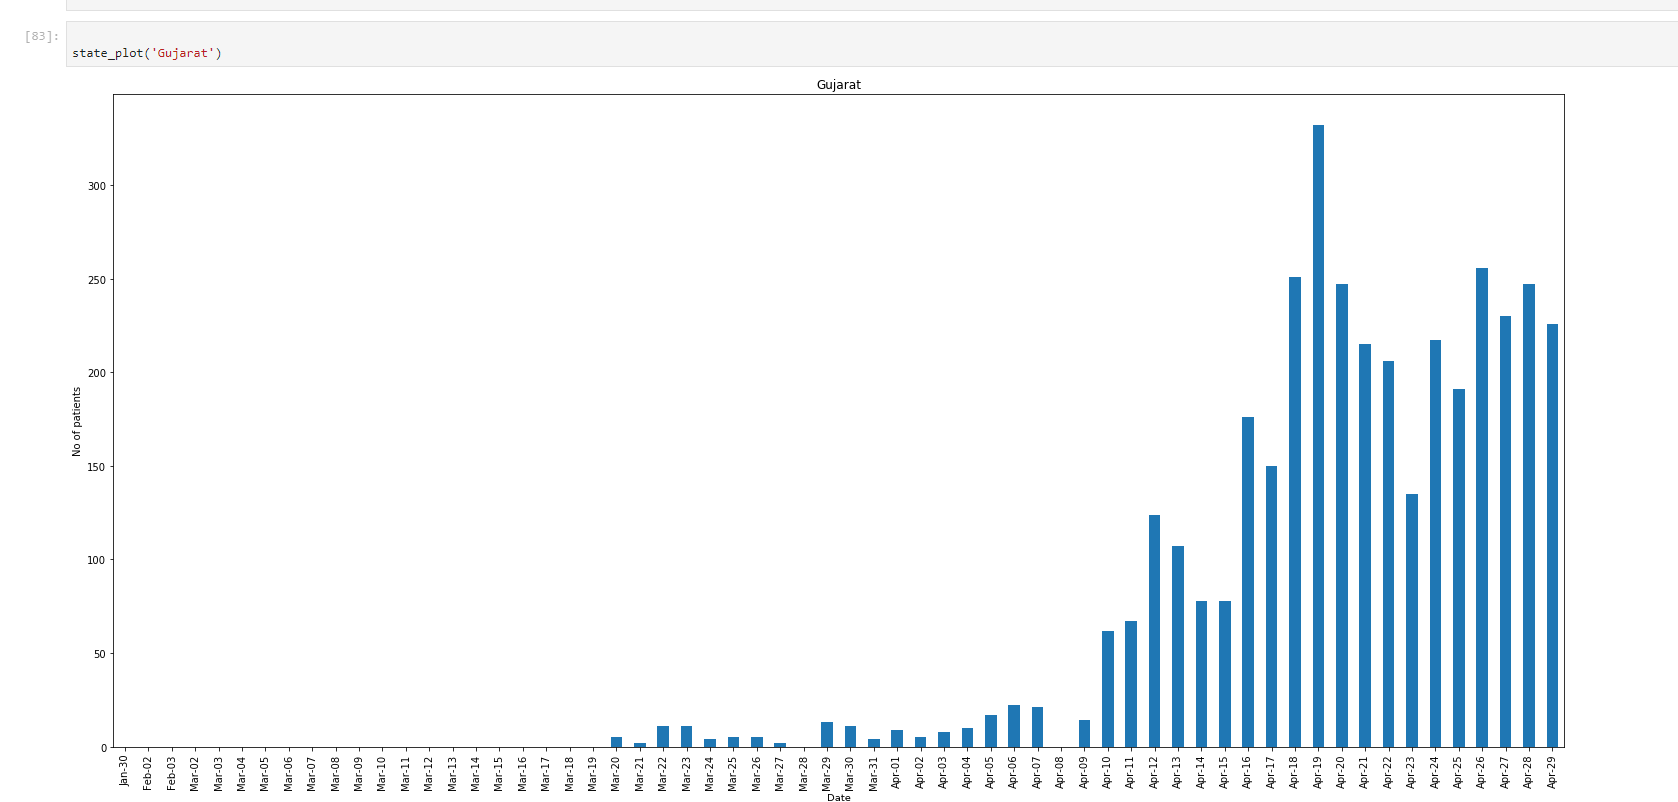 [83]:
state_plot('Gujarat')
Gujarat
300
250
200
150
100
50
0
No of patients
Jan-30 Feb-02 Feb-03 Mar-02 Mar-03 Mar-04 Mar-05 Mar-06 Mar-07 Mar-08 Mar-09 Mar-10 Mar-11 Mar-12 Mar-13 Mar-14 Mar-15 Mar-16 Mar-17 Mar-18 Mar-19 Mar-20 Mar-21 Mar-22 Mar-23 Mar-24 Mar-25 Mar-26 Mar-27 Mar-28 Mar-29 Mar-30 Mar-31 Apr-01 Apr-02 Apr-03 Apr-04 Apr-05 Apr-06 Apr-07 Apr-08 Apr-09 Apr-10 Apr-11 Apr-12 Apr-13 Apr-14 Apr-15 Apr-16 Apr-17 Apr-18 Apr-19 Apr-20 Apr-21 Apr-22 Apr-23 Apr-24 Apr-25 Apr-26 Apr-27 Apr-28 Apr-29
Date